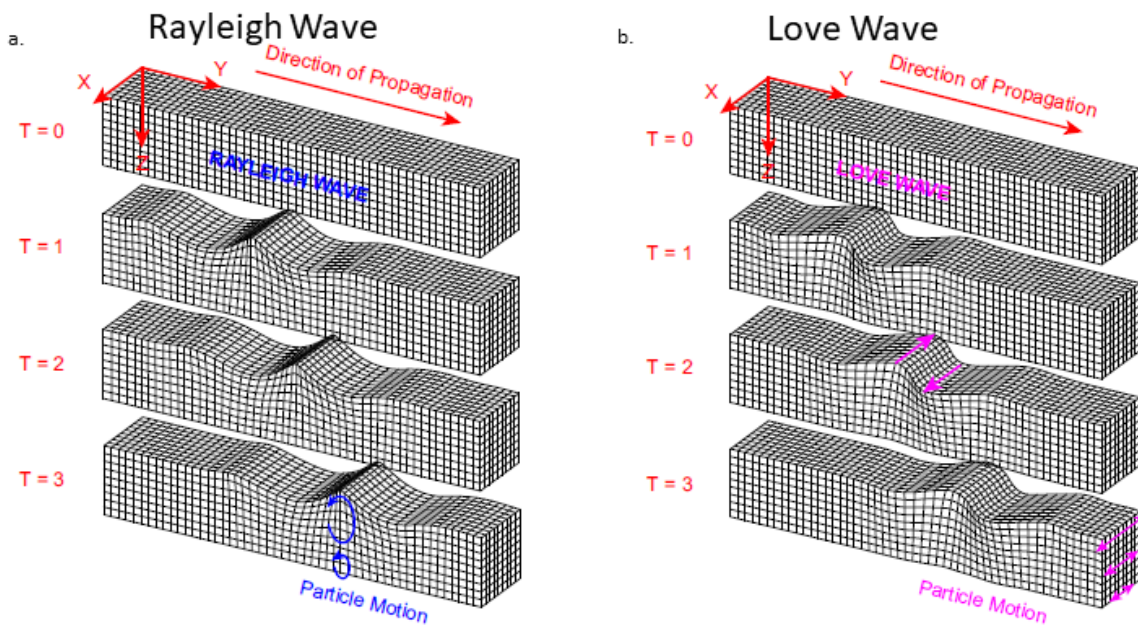 a.
Rayleigh Wave
X
Y
Direction of Propagation
T = 0
Z
RAYLEIGH WAVE
T = 1
T = 2
T = 3
Particle Motion
b.
Love Wave
X
Y
Direction of Propagation
T = 0
Z
LOVE WAVE
T = 1
T = 2
T = 3
Particle Motion